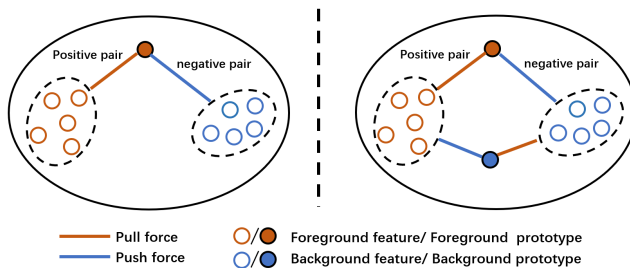 Positive pair
negative pair
Positive pair
negative pair
Pull force
/
Foreground feature/ Foreground prototype
Push force
/
Background feature/ Background prototype